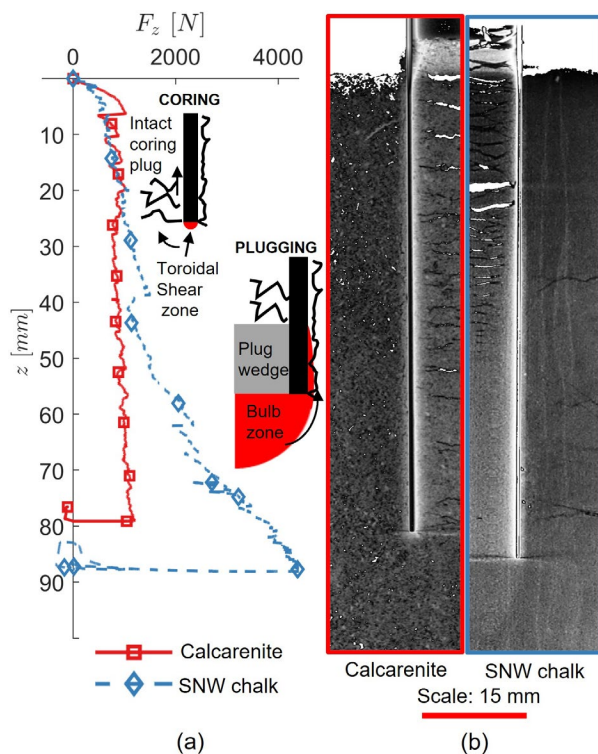 F_z [N]
0 2000 4000
10
20
30
40
50
60
70
80
90
z [mm]
CORING
Intact
coring
plug
Toroidal
Shear
zone
PLUGGING
Plug
wedge
Bulb
zone
Calcarenite
SNW chalk
(a)
Calcarenite SNW chalk
Scale: 15 mm
(b)